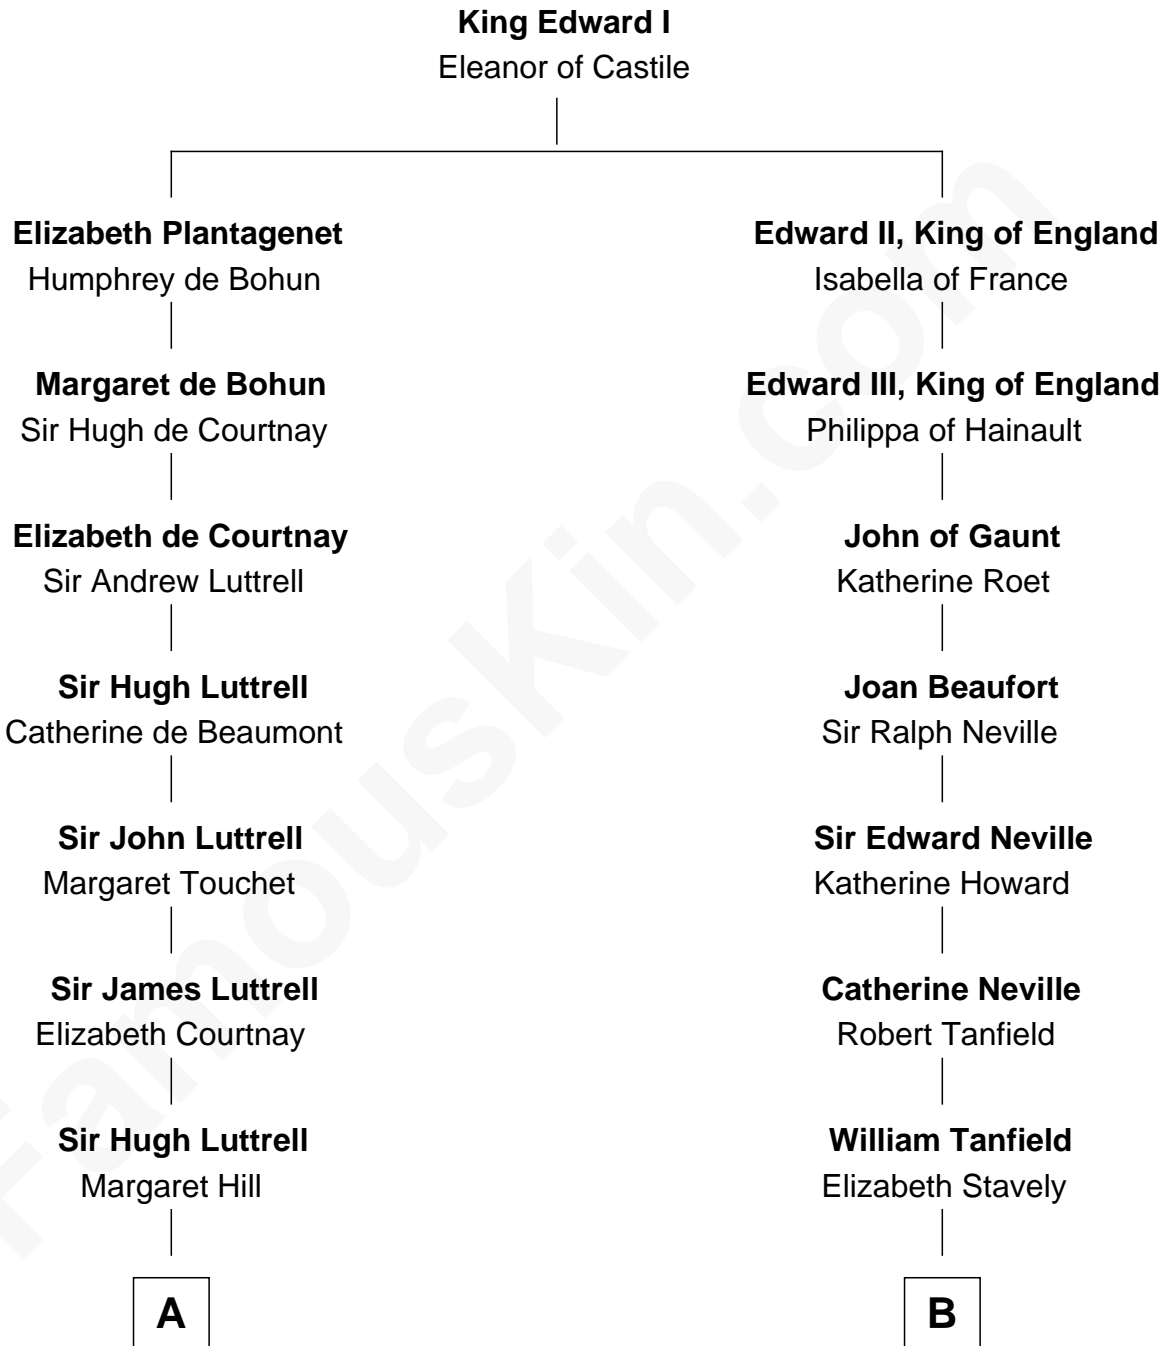 King Edward I
Eleanor of Castile
Elizabeth Plantagenet
Humphrey de Bohun
Edward II, King of England
Isabella of France
Margaret de Bohun
Sir Hugh de Courtnay
Edward III, King of England
Philippa of Hainault
Elizabeth de Courtnay
Sir Andrew Luttrell
John of Gaunt
Katherine Roet
Sir Hugh Luttrell
Catherine de Beaumont
Joan Beaufort
Sir Ralph Neville
Sir John Luttrell
Margaret Touchet
Sir Edward Neville
Katherine Howard
Sir James Luttrell
Elizabeth Courtnay
Catherine Neville
Robert Tanfield
Sir Hugh Luttrell
Margaret Hill
William Tanfield
Elizabeth Stavely
A
B
FamousKin.com